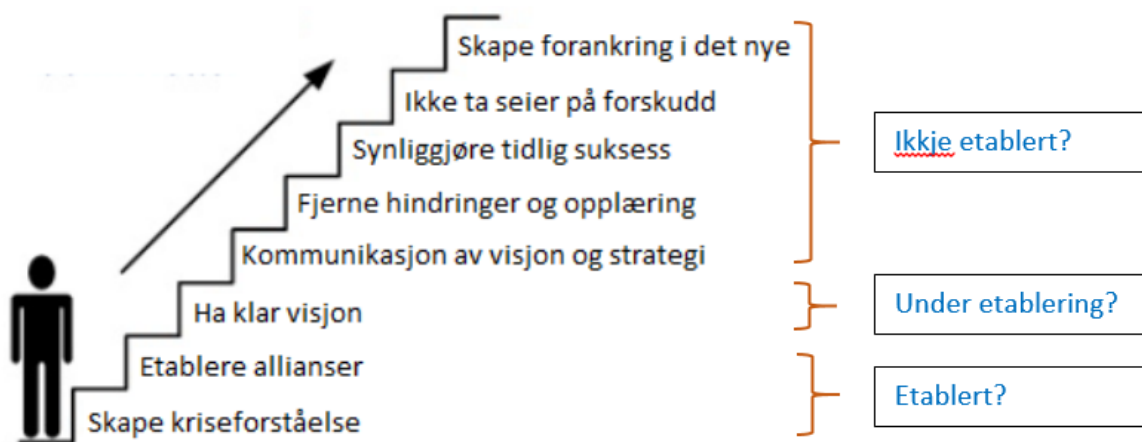 Skape forankring i det nye
Ikke ta seier på forskudd
Synliggjøre tidlig suksess
Fjerne hindringer og opplæring
Kommunikasjon av visjon og strategi
Ha klar visjon
Etablere allianser
Skape kriseforståelse
Ikkje etablert?
Under etablering?
Etablert?